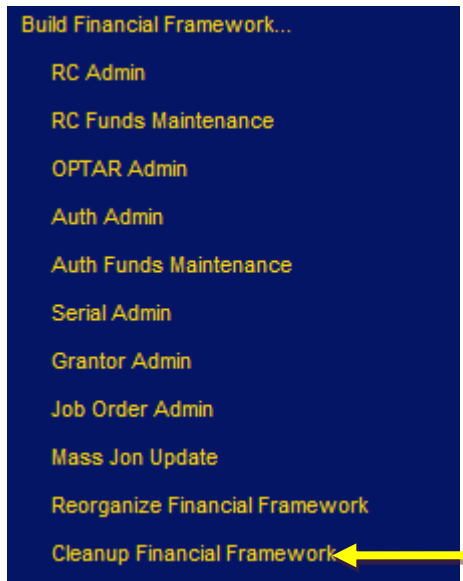 Build Financial Framework...
RC Admin
RC Funds Maintenance
OPTAR Admin
Auth Admin
Auth Funds Maintenance
Serial Admin
Grantor Admin
Job Order Admin
Mass Jon Update
Reorganize Financial Framework
Cleanup Financial Framework